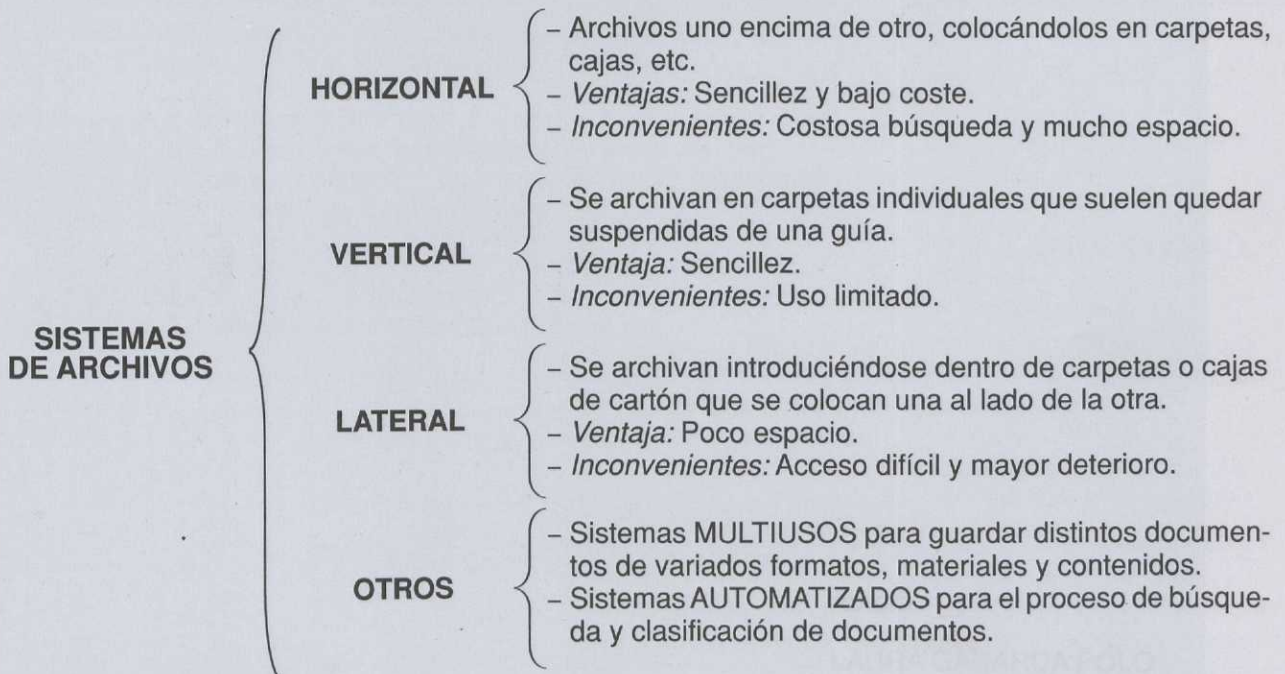 SISTEMAS
DE ARCHIVOS
HORIZONTAL
– Archivos uno encima de otro, colocándolos en carpetas,
cajas, etc.
– Ventajas: Sencillez y bajo coste.
– Inconvenientes: Costosa búsqueda y mucho espacio.
VERTICAL
– Se archivan en carpetas individuales que suelen quedar
suspendidas de una guía.
– Ventaja: Sencillez.
– Inconvenientes: Uso limitado.
LATERAL
– Se archivan introduciéndose dentro de carpetas o cajas
de cartón que se colocan una al lado de la otra.
– Ventaja: Poco espacio.
– Inconvenientes: Acceso difícil y mayor deterioro.
OTROS
– Sistemas MULTIUSOS para guardar distintos documen-
tos de variados formatos, materiales y contenidos.
– Sistemas AUTOMATIZADOS para el proceso de búsque-
da y clasificación de documentos.